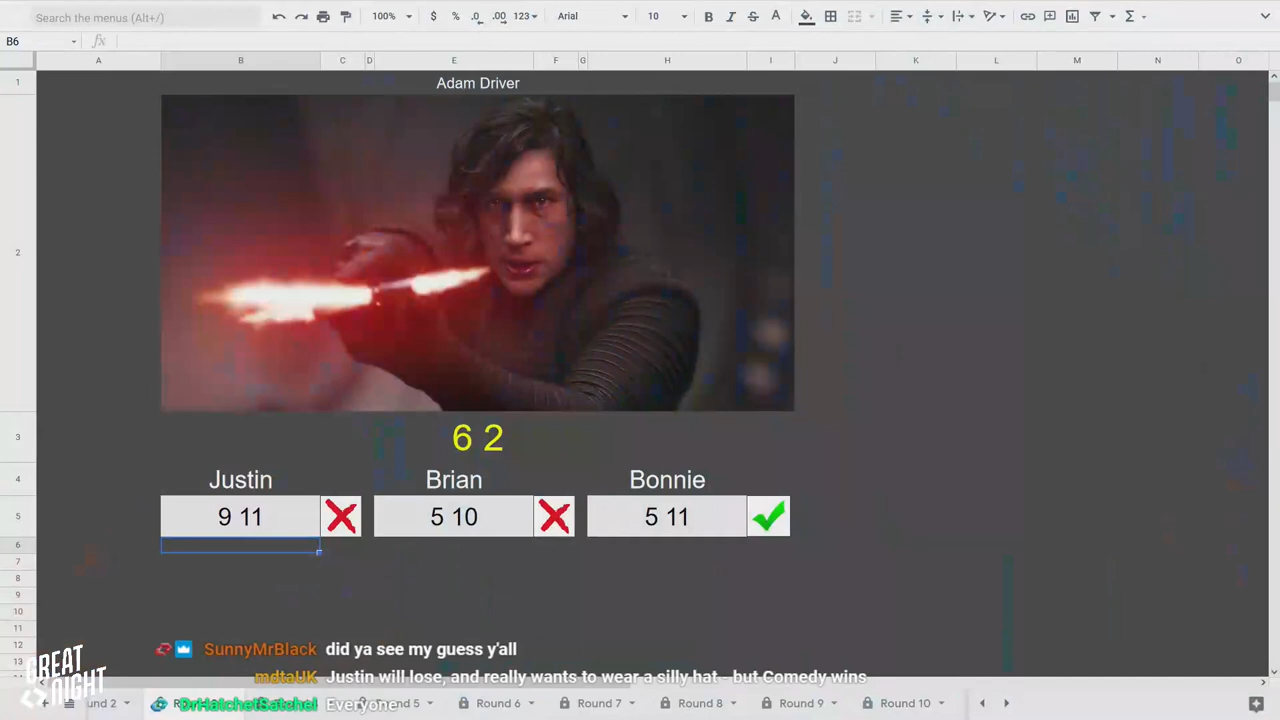 Search the menus (Alt+/)
100%
$ % .0 .00 123
Arial
10
B I S A
B6
fx
A B C D E F G H I J K L M N O
1
Adam Driver
2
3
6 2
4
Justin Brian Bonnie
5
9 11 5 10 5 11
6
7
8
9
10
11
12
SunnyMrBlack did ya see my guess y'all
13
mdtaUK Justin will lose, and really wants to wear a silly hat - but Comedy wins
DrHatchetSatchel Everyone
GREAT
NIGHT
und 2
d 5
Round 6
Round 7
Round 8
Round 9
Round 10